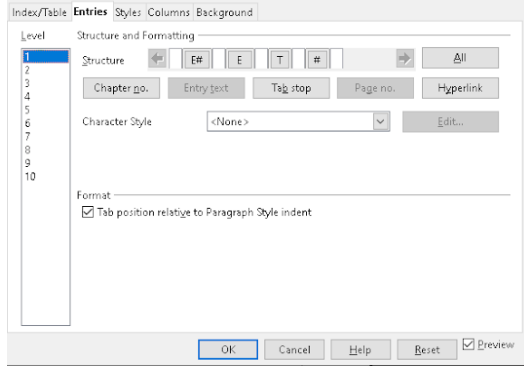 Index/Table Entries Styles Columns Background
Level Structure and Formatting
1
2
3
4
5
6
7
8
9
10
Structure E# E T # All
Chapter no. Entry text Tab stop Page no. Hyperlink
Character Style <None> Edit...
Format
Tab position relative to Paragraph Style indent
OK Cancel Help Reset Preview